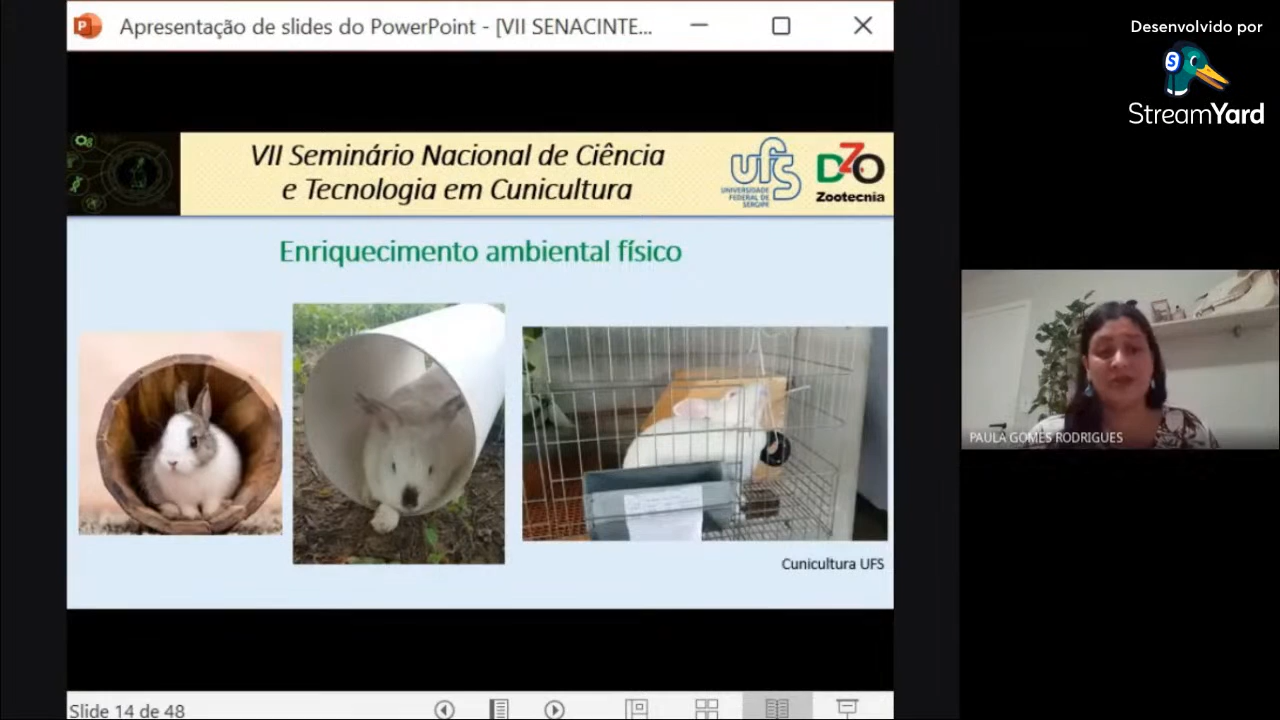 Apresentação de slides do PowerPoint - [VII SENACINTE...
Desenvolvido por
StreamYard
VII Seminário Nacional de Ciência
e Tecnologia em Cunicultura
ufs
UNIVERSIDADE
FEDERAL DE
SERGIPE
DZO
Zootecnia
Enriquecimento ambiental físico
PAULA GOMES RODRIGUES
Cunicultura UFS
Slide 14 de 48